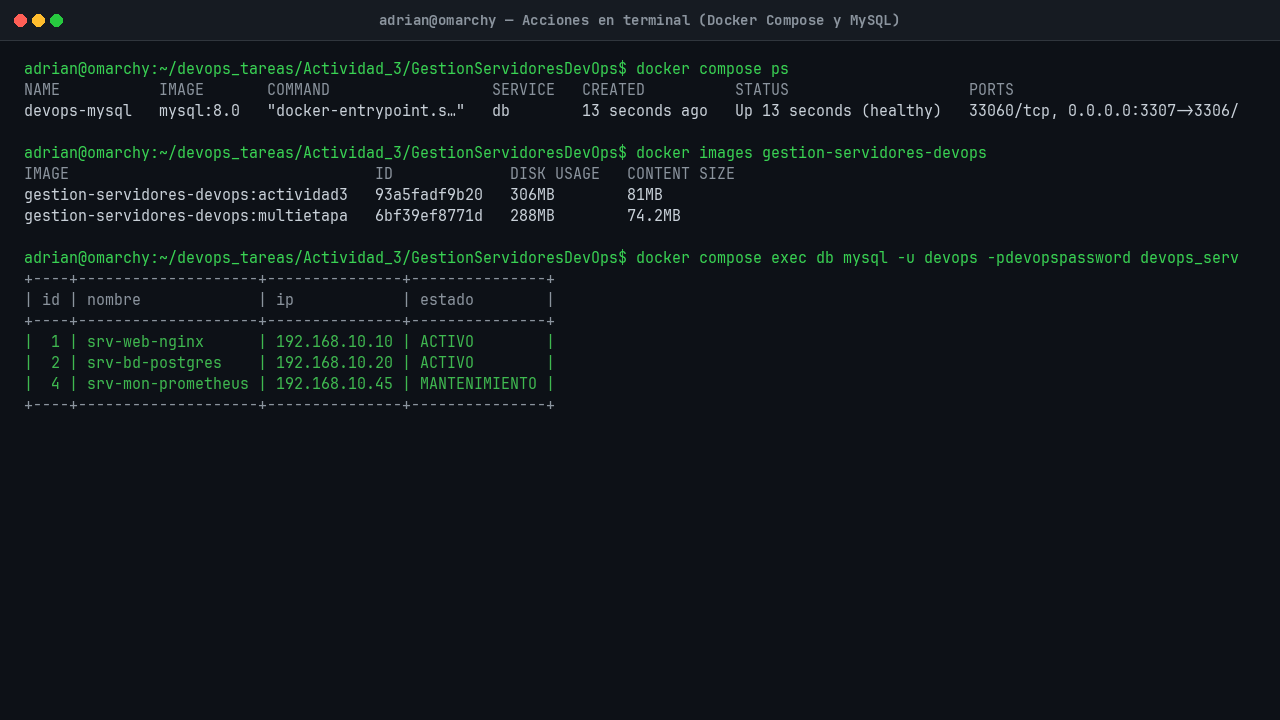 adrian@omarchy — Acciones en terminal (Docker Compose y MySQL)
adrian@omarchy:~/devops_tareas/Actividad_3/GestionServidoresDevOps$ docker compose ps
NAME           IMAGE       COMMAND                  SERVICE   CREATED          STATUS                    PORTS
devops-mysql   mysql:8.0   "docker-entrypoint.s…"   db        13 seconds ago   Up 13 seconds (healthy)   33060/tcp, 0.0.0.0:3307->3306/
adrian@omarchy:~/devops_tareas/Actividad_3/GestionServidoresDevOps$ docker images gestion-servidores-devops
IMAGE                                  ID             DISK USAGE   CONTENT SIZE
gestion-servidores-devops:actividad3   93a5fadf9b20   306MB        81MB
gestion-servidores-devops:multietapa   6bf39ef8771d   288MB        74.2MB
adrian@omarchy:~/devops_tareas/Actividad_3/GestionServidoresDevOps$ docker compose exec db mysql -u devops -pdevopspassword devops_serv
+----+--------------------+---------------+---------------+
| id | nombre             | ip            | estado        |
+----+--------------------+---------------+---------------+
|  1 | srv-web-nginx      | 192.168.10.10 | ACTIVO        |
|  2 | srv-bd-postgres    | 192.168.10.20 | ACTIVO        |
|  4 | srv-mon-prometheus | 192.168.10.45 | MANTENIMIENTO |
+----+--------------------+---------------+---------------+